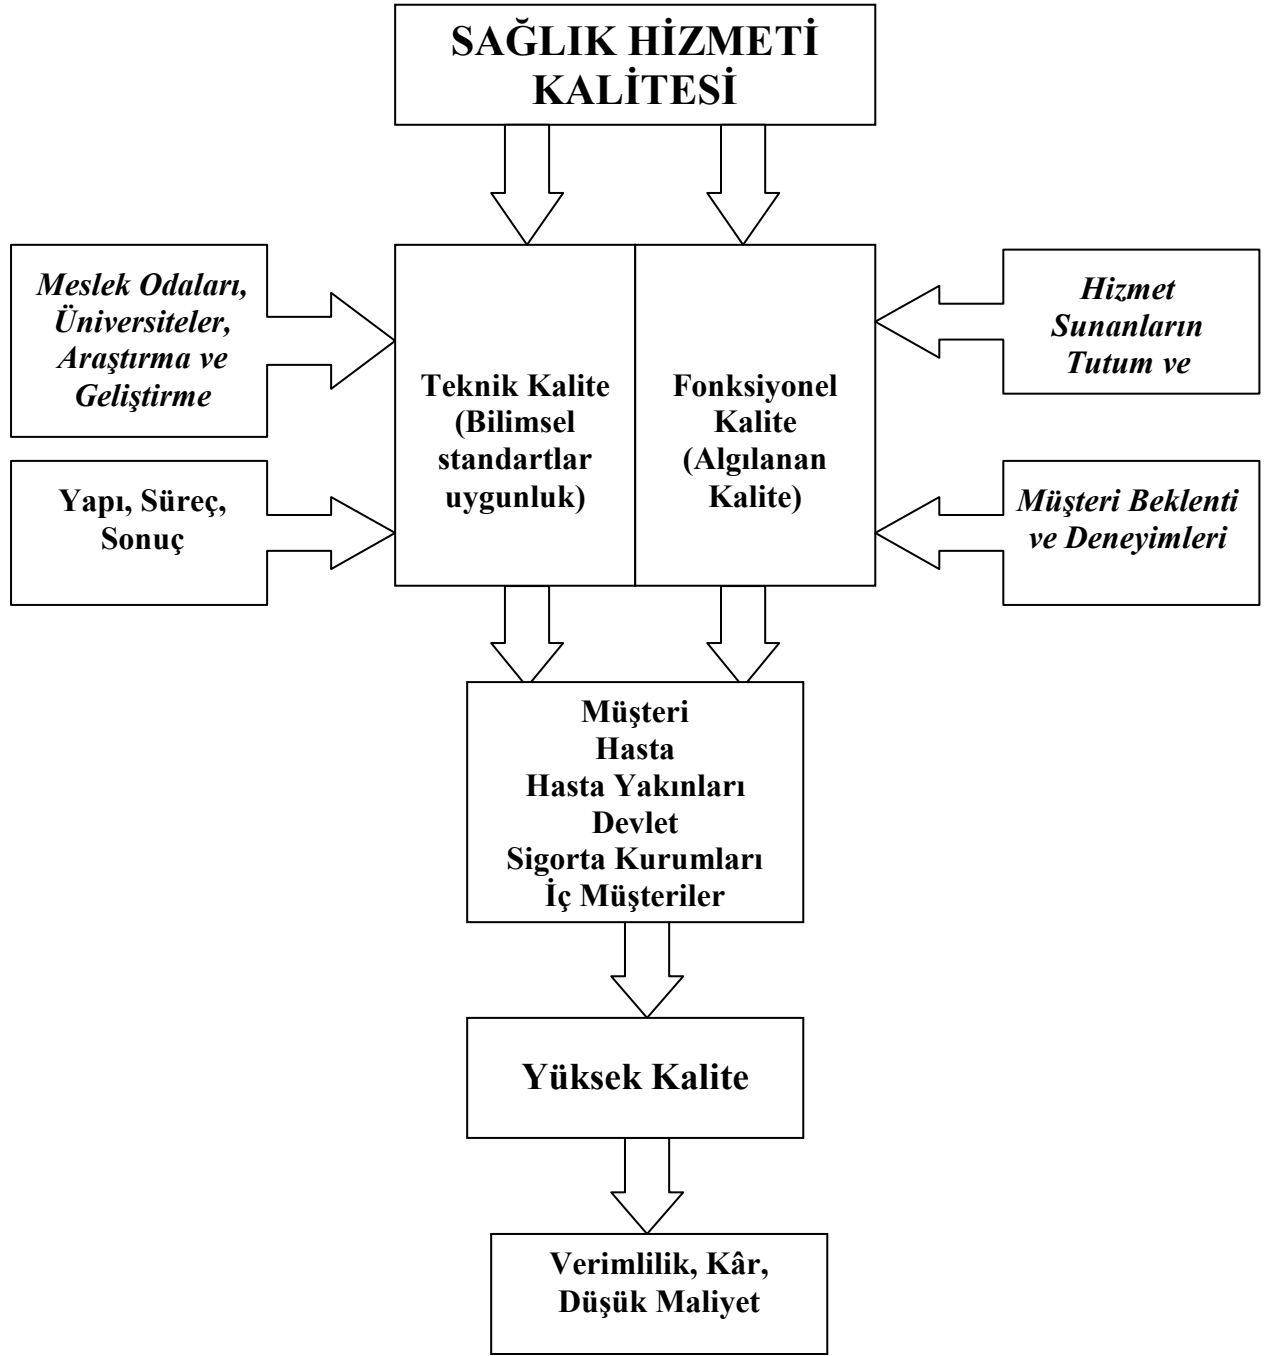 SAĞLIK HİZMETİ
KALİTESİ
Meslek Odaları,
Üniversiteler,
Araştırma ve
Geliştirme
Yapı, Süreç,
Sonuç
Teknik Kalite
(Bilimsel
standartlar
uygunluk)
Fonksiyonel
Kalite
(Algılanan
Kalite)
Hizmet
Sunanların
Tutum ve
Müşteri Beklenti
ve Deneyimleri
Müşteri
Hasta
Hasta Yakınları
Devlet
Sigorta Kurumları
İç Müşteriler
Yüksek Kalite
Verimlilik, Kâr,
Düşük Maliyet